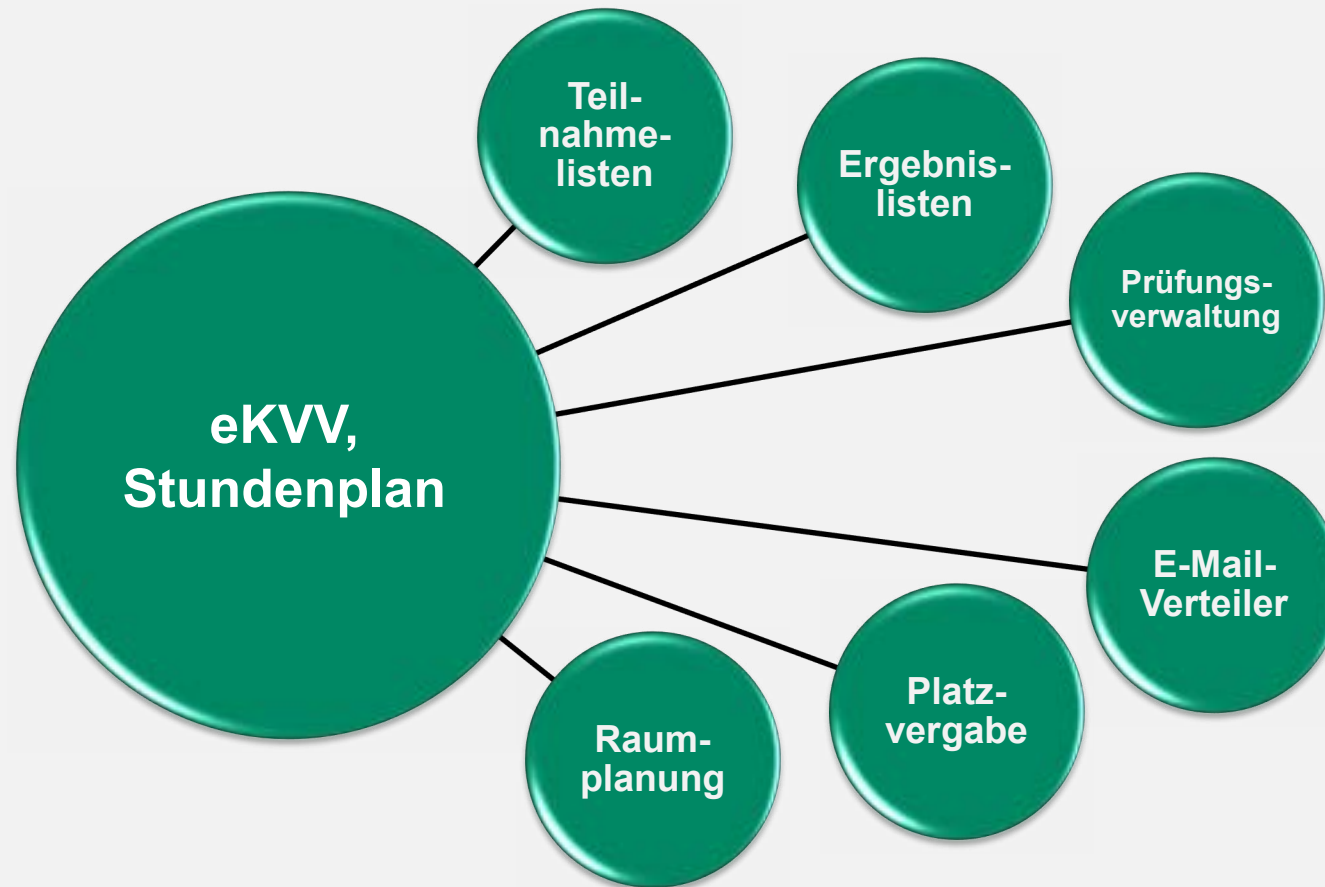 eKVV,
Stundenplan
Teil-
nahme-
listen
Ergebnis-
listen
Prüfungs-
verwaltung
E-Mail-
Verteiler
Platz-
vergabe
Raum-
planung